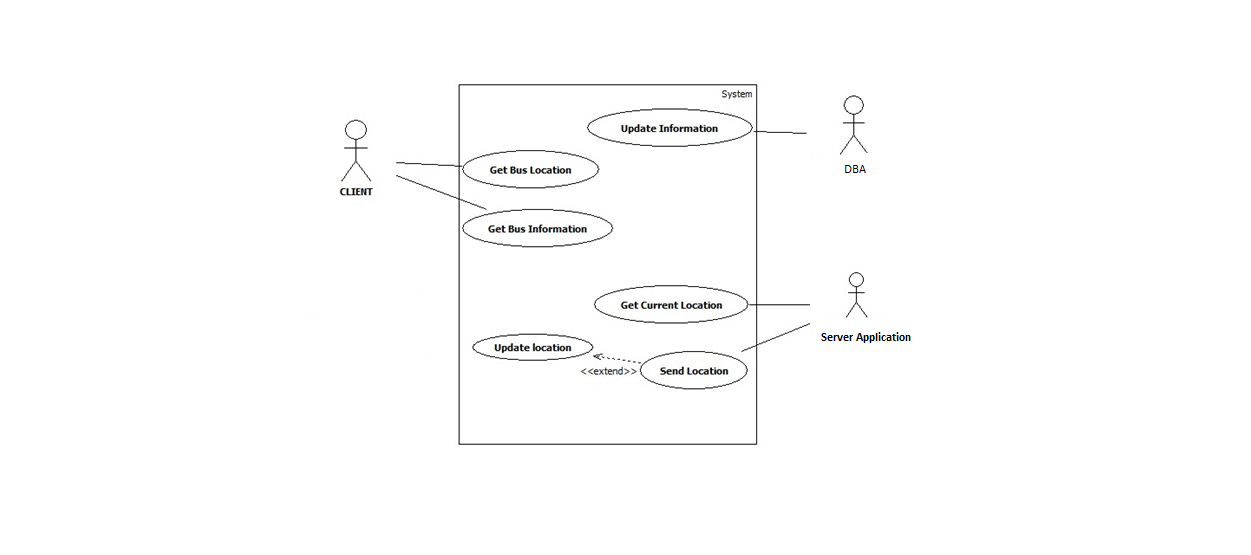 System
Update Information
DBA
Get Bus Location
CLIENT
Get Bus Information
Get Current Location
Server Application
Update location
<<extend>>
Send Location